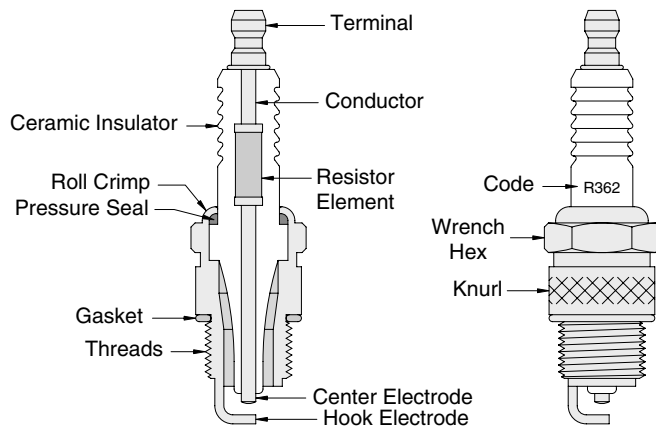 Terminal
Conductor
Ceramic Insulator
Resistor
Element
Roll Crimp
Pressure Seal
Gasket
Threads
Center Electrode
Hook Electrode
Code
R362
Wrench
Hex
Knurl